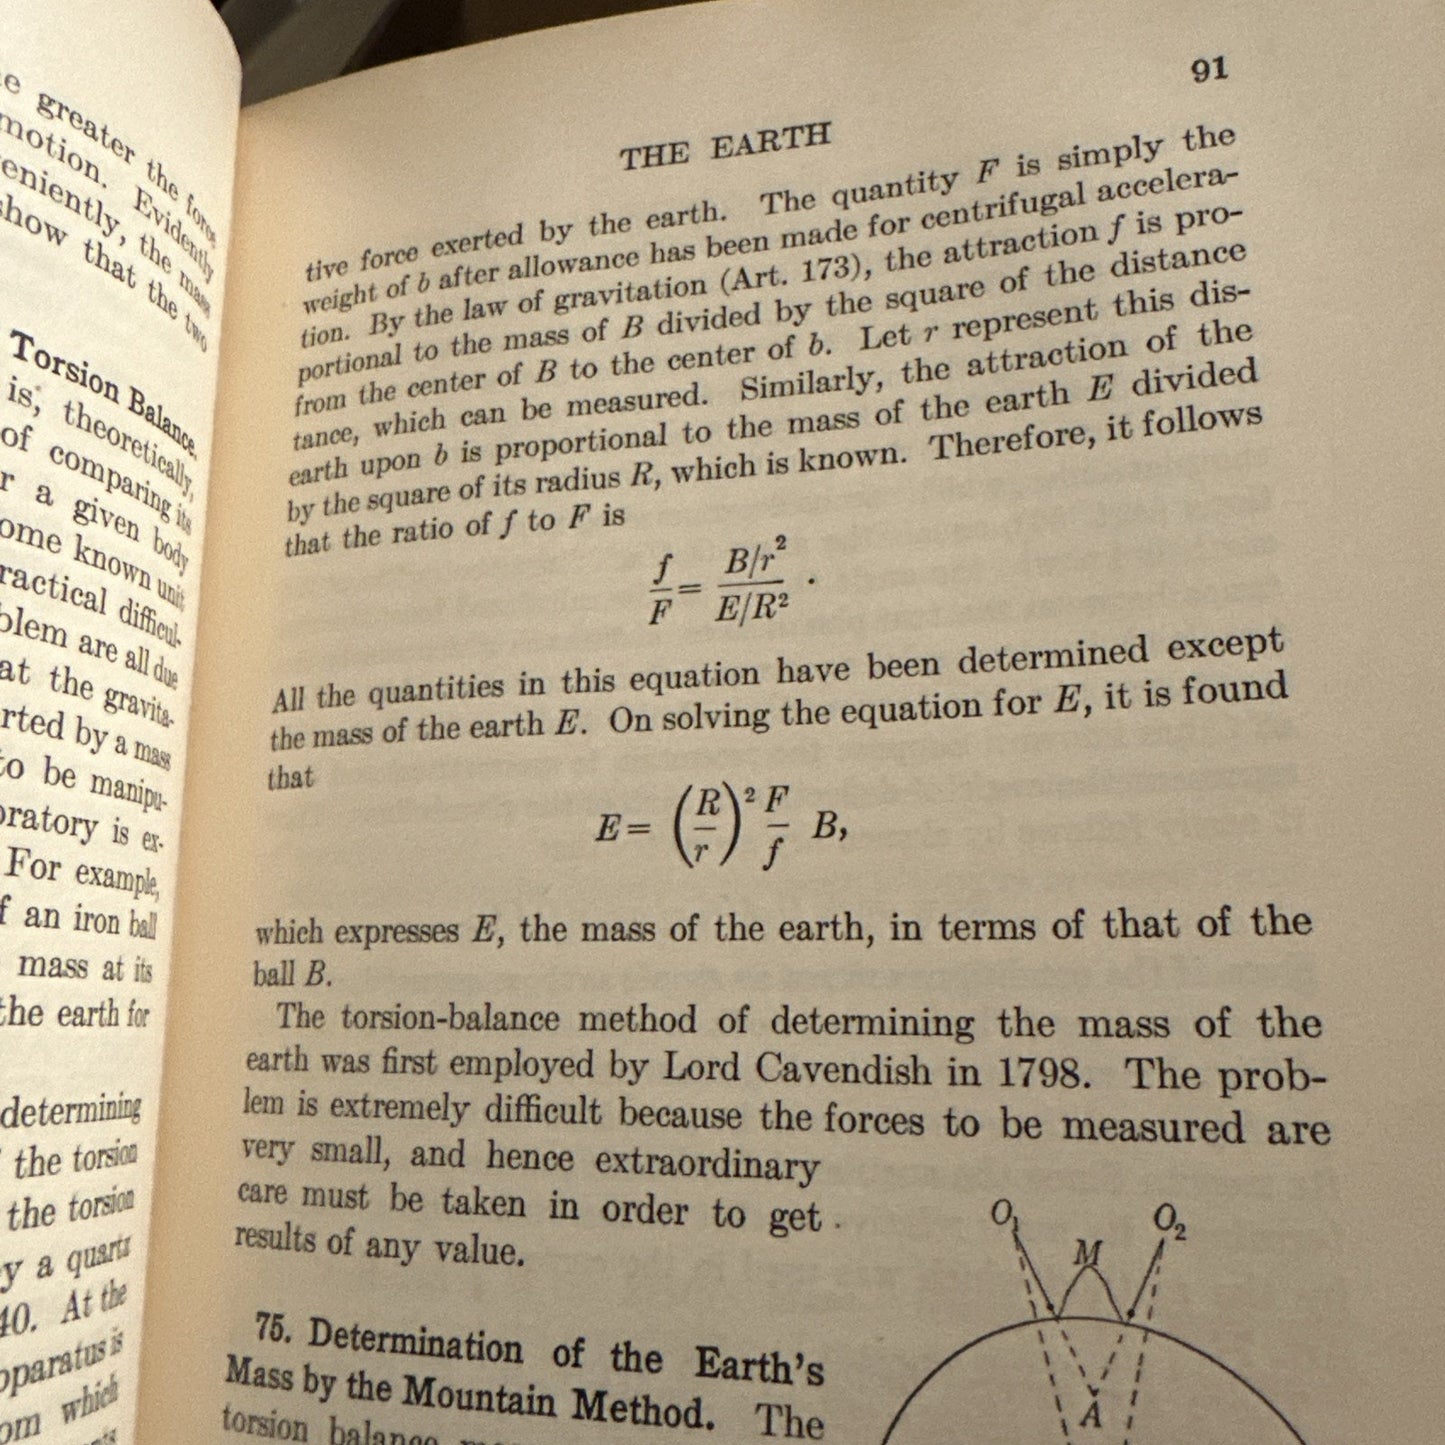 e greater the force
motion. Evidently
eniently, the mass
show that the two
Torsion Balance.
is, theoretically,
of comparing its
r a given body
ome known unit
ractical difficul-
blem are all due
at the gravita-
rted by a mass
to be manipu-
oratory is ex-
For example,
f an iron ball
mass at its
the earth for
determining
the torsion
the torsion
y a quartz
40. At the
pparatus is
om which
91
THE EARTH
tive force exerted by the earth. The quantity F is simply the
weight of b after allowance has been made for centrifugal accelera-
tion. By the law of gravitation (Art. 173), the attraction f is pro-
portional to the mass of B divided by the square of the distance
from the center of B to the center of b. Let r represent this dis-
tance, which can be measured. Similarly, the attraction of the
earth upon b is proportional to the mass of the earth E divided
by the square of its radius R, which is known. Therefore, it follows
that the ratio of f to F is
f/F = (B/r²)/(E/R²) .
All the quantities in this equation have been determined except
the mass of the earth E. On solving the equation for E, it is found
that
E = (R/r)² F/f B,
which expresses E, the mass of the earth, in terms of that of the
ball B.
The torsion-balance method of determining the mass of the
earth was first employed by Lord Cavendish in 1798. The prob-
lem is extremely difficult because the forces to be measured are
very small, and hence extraordinary
care must be taken in order to get
results of any value.
75. Determination of the Earth's
Mass by the Mountain Method. The
torsion balance
O₁ O₂
M
A